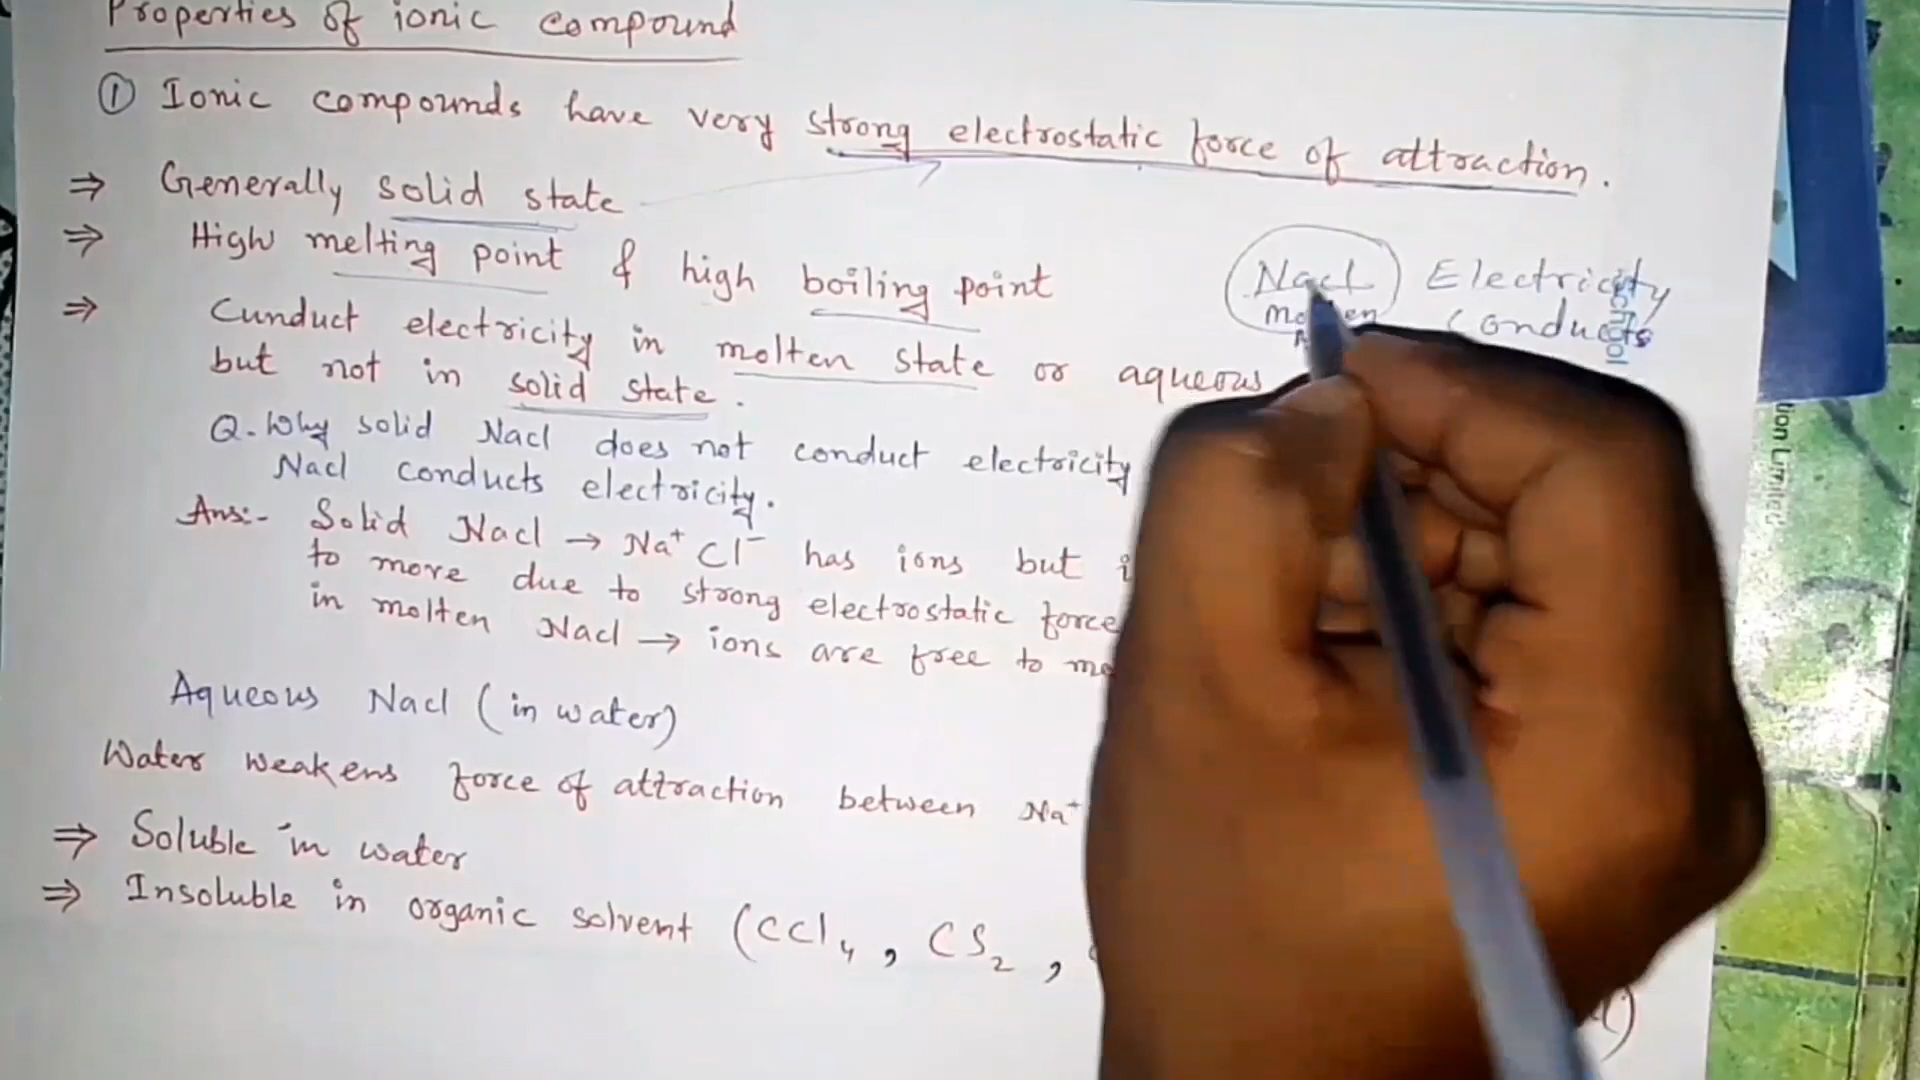 Properties of ionic compound
① Ionic compounds have very strong electrostatic force of attraction.
⇒ Generally solid state
⇒ High melting point & high boiling point
NaCl Electricity
conducts
⇒ Cunduct electricity in molten state or aqueous
but not in solid state.
Q. Why solid Nacl does not conduct electricity
Nacl conducts electricity.
Ans:- Solid Nacl → Na⁺ Cl⁻ has ions but
to more due to strong electrostatic force
in molten Nacl → ions are free to
Aqueous Nacl (in water)
Water weakens force of attraction between Na⁺
⇒ Soluble in water
⇒ Insoluble in organic solvent (CCl₄, CS₂,